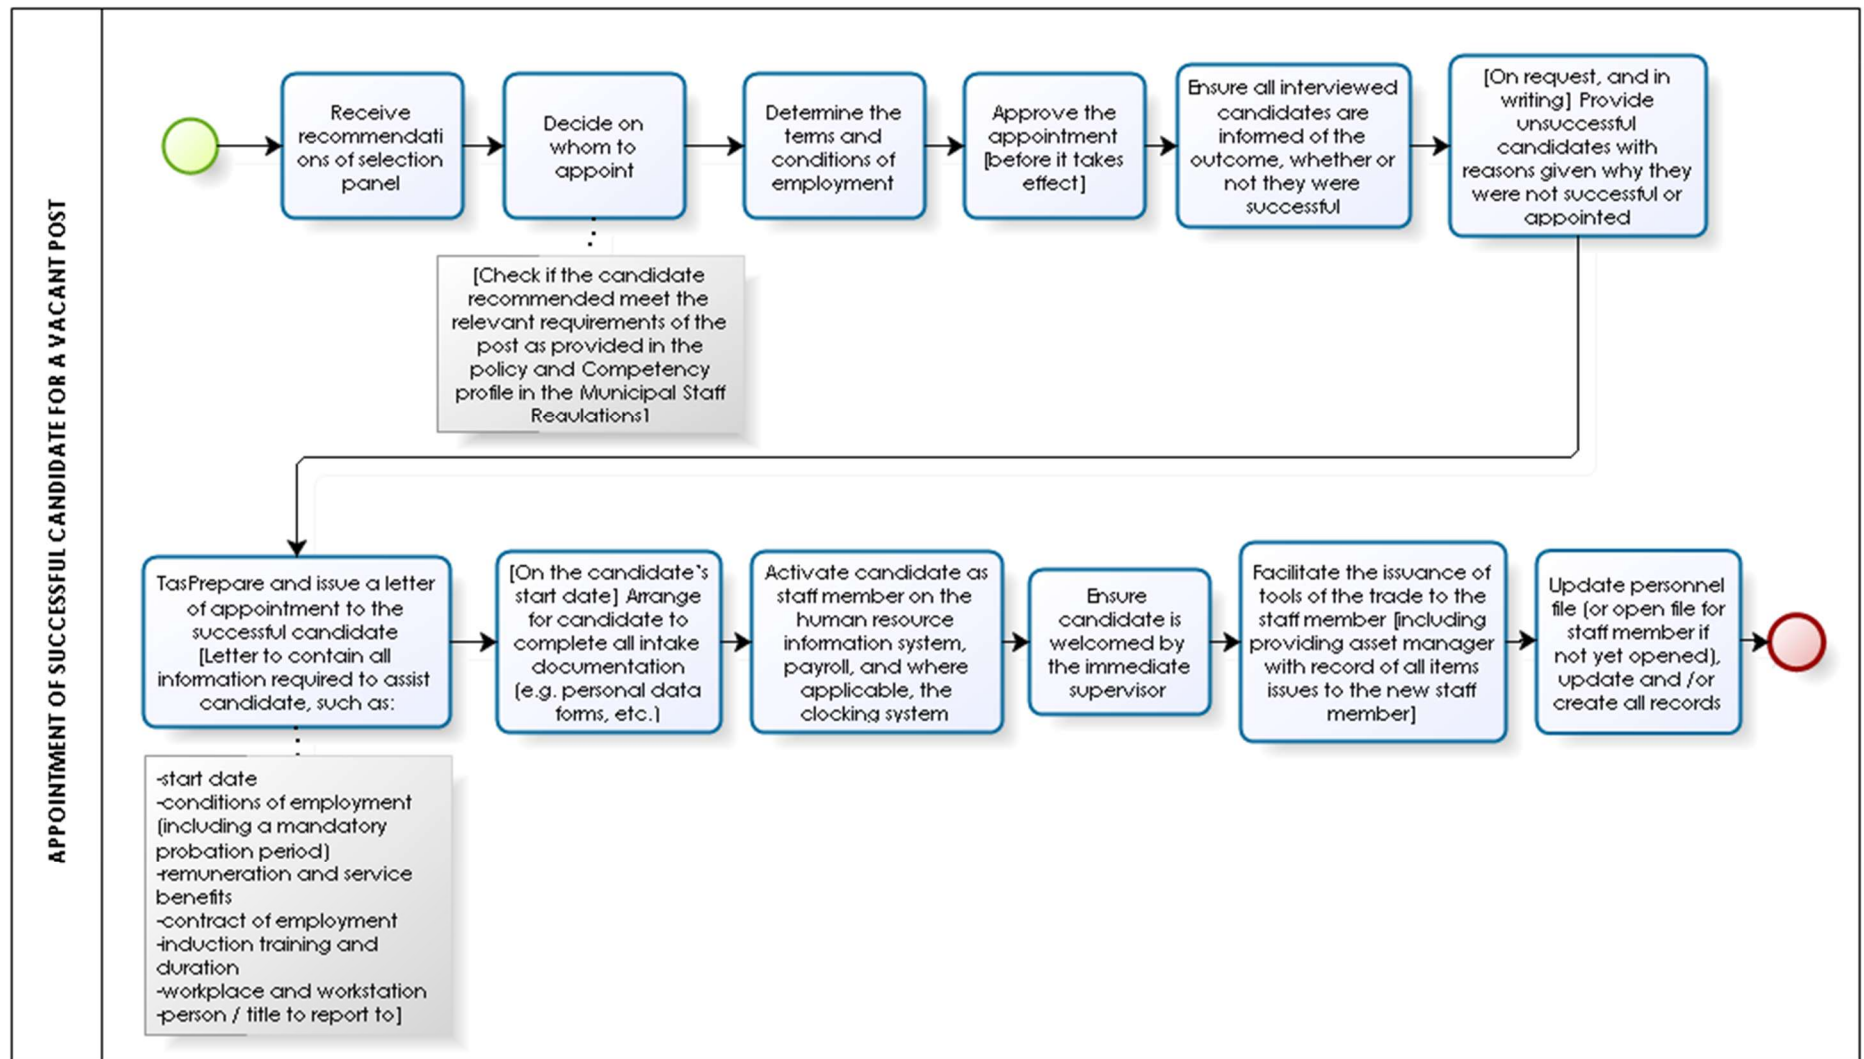 APPOINTMENT OF SUCCESSFUL CANDIDATE FOR A VACANT POST
Receive
recommendati
ons of selection
panel
Decide on
whom to
appoint
Determine the
terms and
conditions of
employment
Approve the
appointment
[before it takes
effect]
Ensure all interviewed
candidates are
informed of the
outcome, whether or
not they were
successful
[On request, and in
writing] Provide
unsuccessful
candidates with
reasons given why they
were not successful or
appointed
[Check if the candidate
recommended meet the
relevant requirements of the
post as provided in the
policy and Competency
profile in the Municipal Staff
Regulations]
TasPrepare and issue a letter
of appointment to the
successful candidate
[Letter to contain all
information required to assist
candidate, such as:
-start date
-conditions of employment
(including a mandatory
probation period)
-remuneration and service
benefits
-contract of employment
-induction training and
duration
-workplace and workstation
-person / title to report to]
[On the candidate`s
start date] Arrange
for candidate to
complete all intake
documentation
(e.g. personal data
forms, etc.)
Activate candidate as
staff member on the
human resource
information system,
payroll, and where
applicable, the
clocking system
Ensure
candidate is
welcomed by
the immediate
supervisor
Facilitate the issuance of
tools of the trade to the
staff member [including
providing asset manager
with record of all items
issues to the new staff
member]
Update personnel
file (or open file for
staff member if
not yet opened),
update and /or
create all records